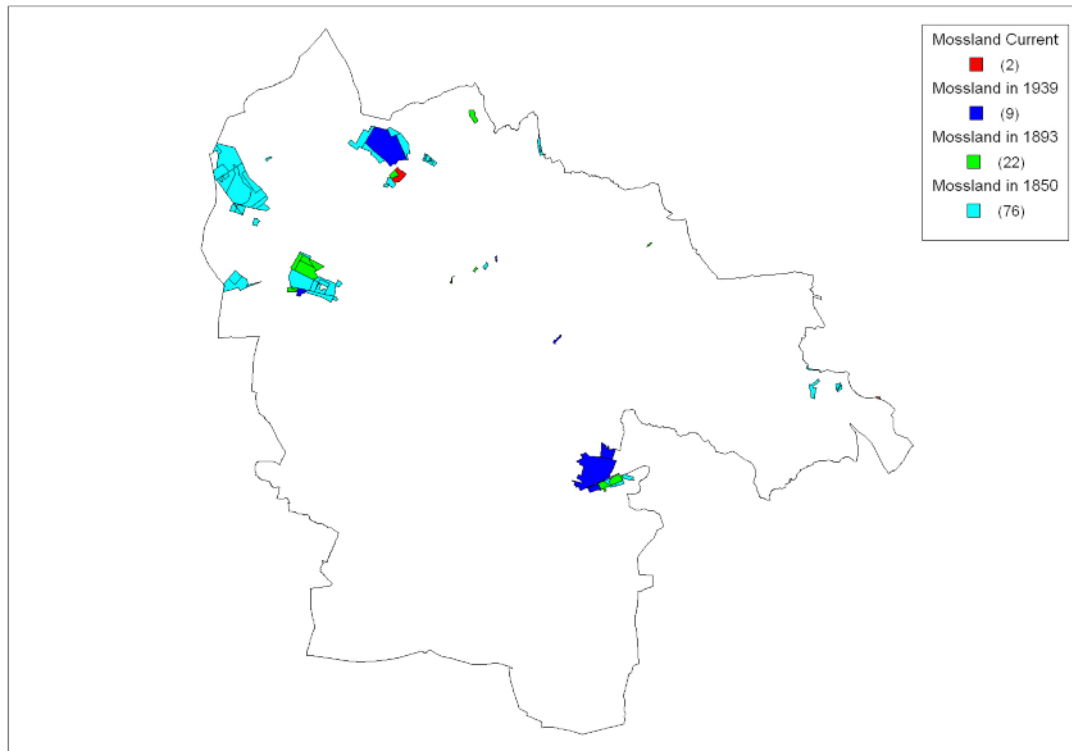 Mossland Current
(2)
Mossland in 1939
(9)
Mossland in 1893
(22)
Mossland in 1850
(76)